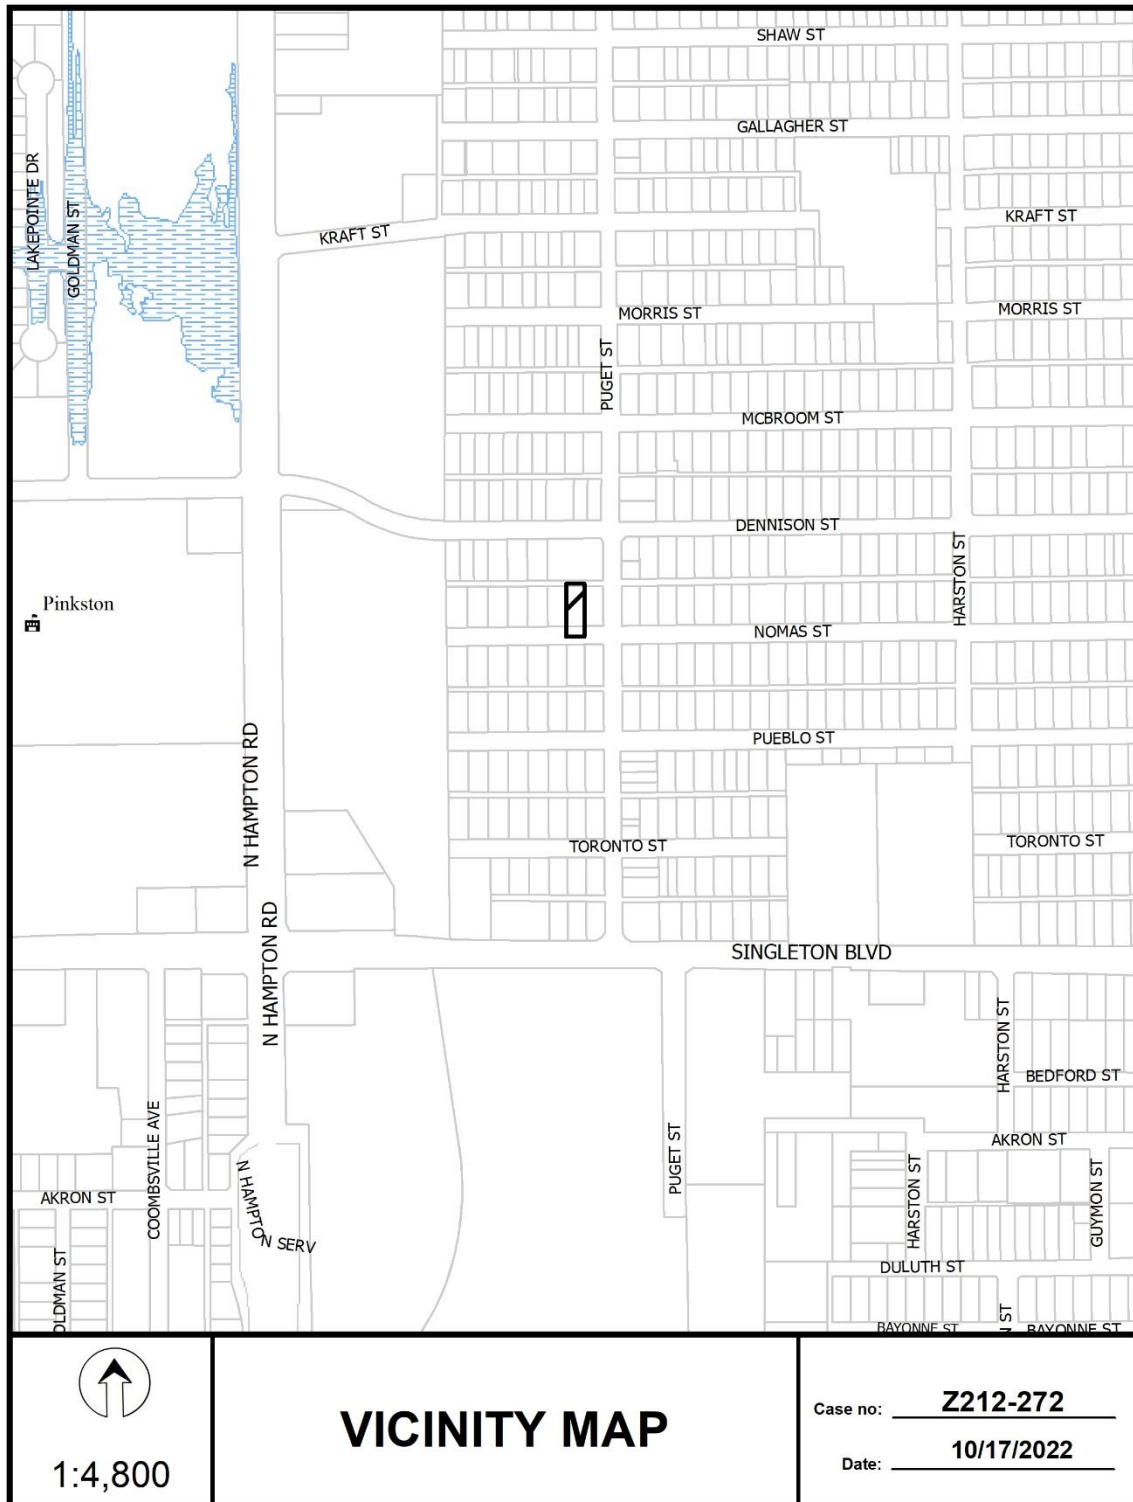 SHAW ST
GALLAGHER ST
LAKEPOINTE DR
GOLDMAN ST
KRAFT ST
KRAFT ST
MORRIS ST
MORRIS ST
PUGET ST
MCBROOM ST
DENNISON ST
HARSTON ST
Pinkston
NOMAS ST
N HAMPTON RD
PUEBLO ST
TORONTO ST
TORONTO ST
N HAMPTON RD
SINGLETON BLVD
HARSTON ST
BEDFORD ST
COOMBSVILLE AVE
PUGET ST
AKRON ST
AKRON ST
HARSTON ST
GUYMON ST
N HAMPTO
N SERV
OLDMAN ST
DULUTH ST
N ST
BAYONNE ST
BAYONNE ST
1:4,800
VICINITY MAP
Case no: Z212-272
Date: 10/17/2022